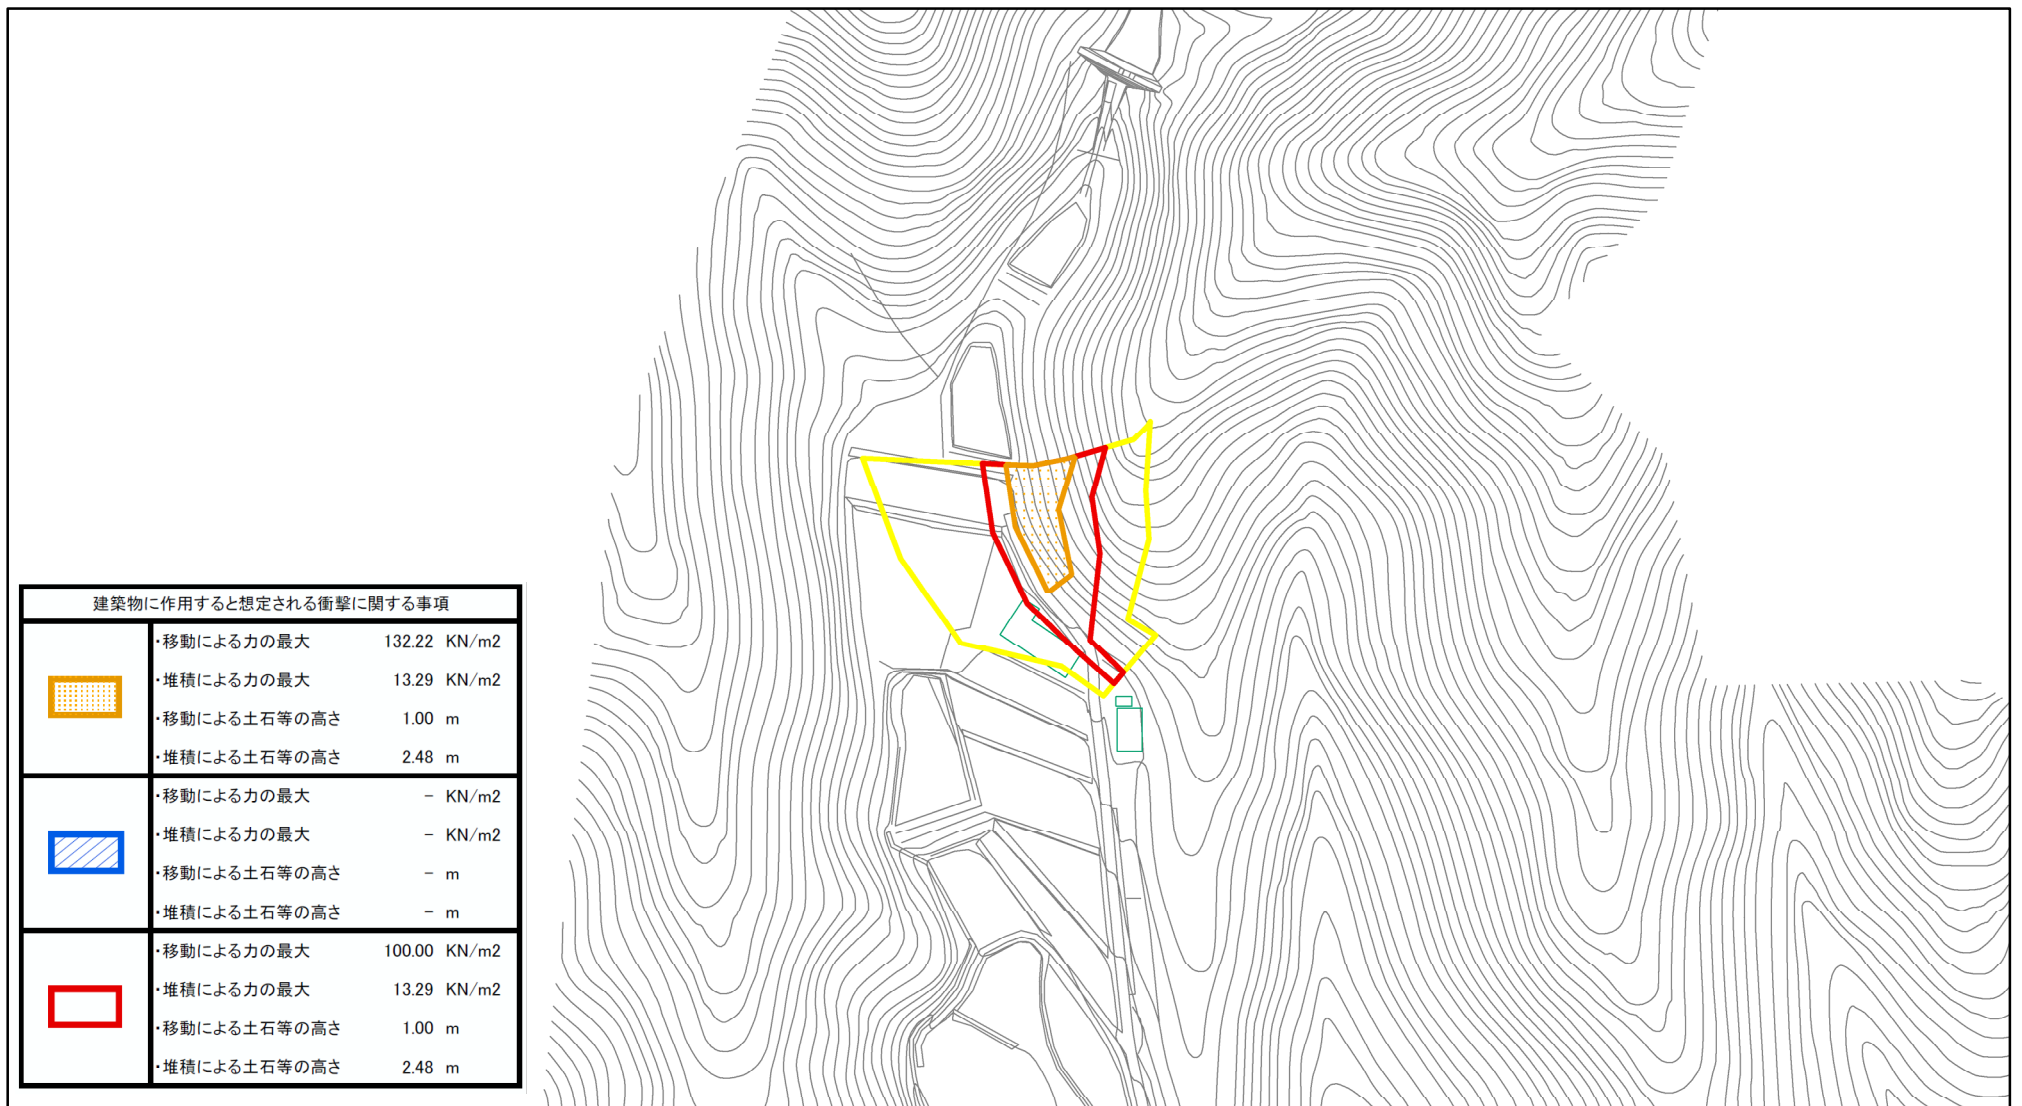 建築物に作用すると想定される衝撃に関する事項
・移動による力の最大 132.22 KN/m2
・堆積による力の最大 13.29 KN/m2
・移動による土石等の高さ 1.00 m
・堆積による土石等の高さ 2.48 m
・移動による力の最大 − KN/m2
・堆積による力の最大 − KN/m2
・移動による土石等の高さ − m
・堆積による土石等の高さ − m
・移動による力の最大 100.00 KN/m2
・堆積による力の最大 13.29 KN/m2
・移動による土石等の高さ 1.00 m
・堆積による土石等の高さ 2.48 m